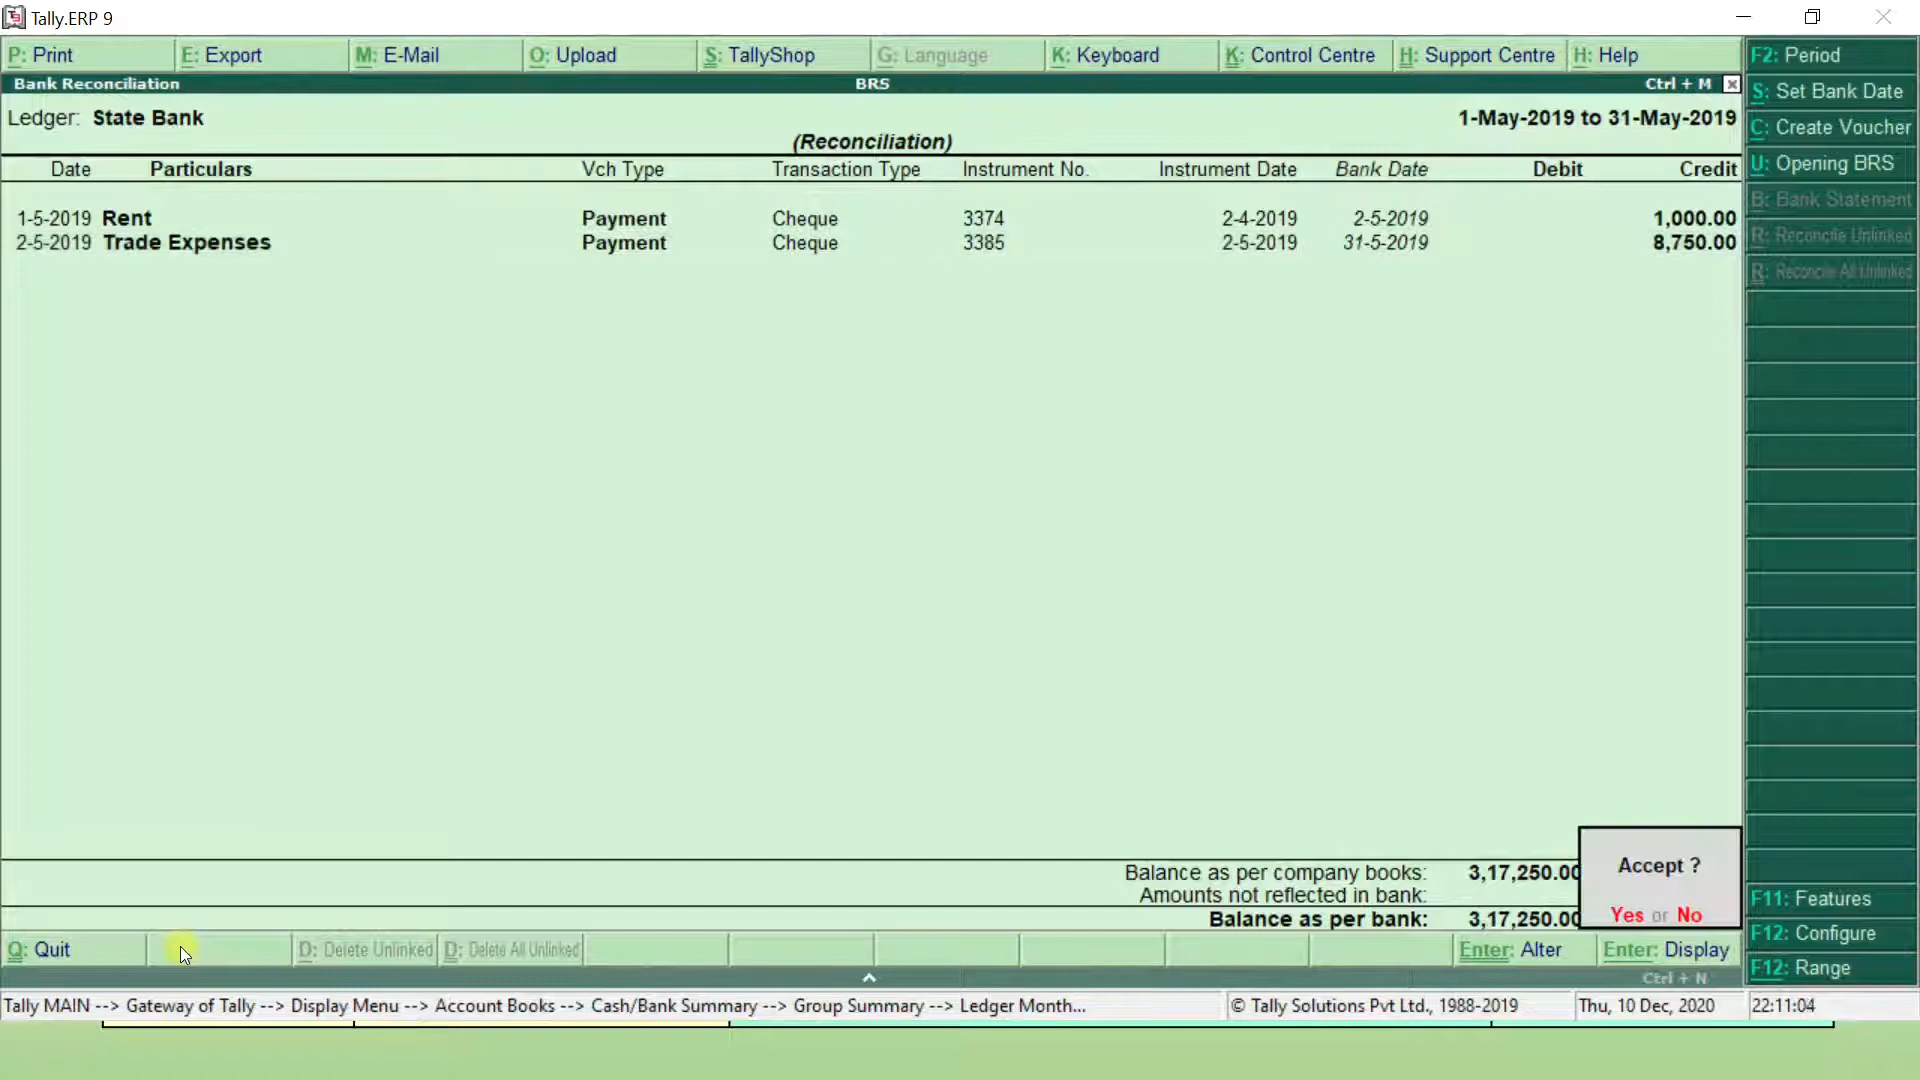 Tally.ERP 9
P: Print E: Export M: E-Mail O: Upload S: TallyShop G: Language K: Keyboard K: Control Centre H: Support Centre H: Help
Bank Reconciliation BRS Ctrl + M
Ledger: State Bank 1-May-2019 to 31-May-2019
(Reconciliation)
Date Particulars Vch Type Transaction Type Instrument No. Instrument Date Bank Date Debit Credit
1-5-2019 Rent Payment Cheque 3374 2-4-2019 2-5-2019 1,000.00
2-5-2019 Trade Expenses Payment Cheque 3385 2-5-2019 31-5-2019 8,750.00
Balance as per company books: 3,17,250.00
Amounts not reflected in bank:
Balance as per bank: 3,17,250.00
Accept ?
Yes or No
F2: Period
S: Set Bank Date
C: Create Voucher
U: Opening BRS
B: Bank Statement
R: Reconcile Unlinked
R: Reconcile All Unlinked
F11: Features
F12: Configure
F12: Range
Q: Quit D: Delete Unlinked D: Delete All Unlinked Enter: Alter Enter: Display
Ctrl + N
Tally MAIN --> Gateway of Tally --> Display Menu --> Account Books --> Cash/Bank Summary --> Group Summary --> Ledger Month... © Tally Solutions Pvt Ltd., 1988-2019 Thu, 10 Dec, 2020 22:11:04